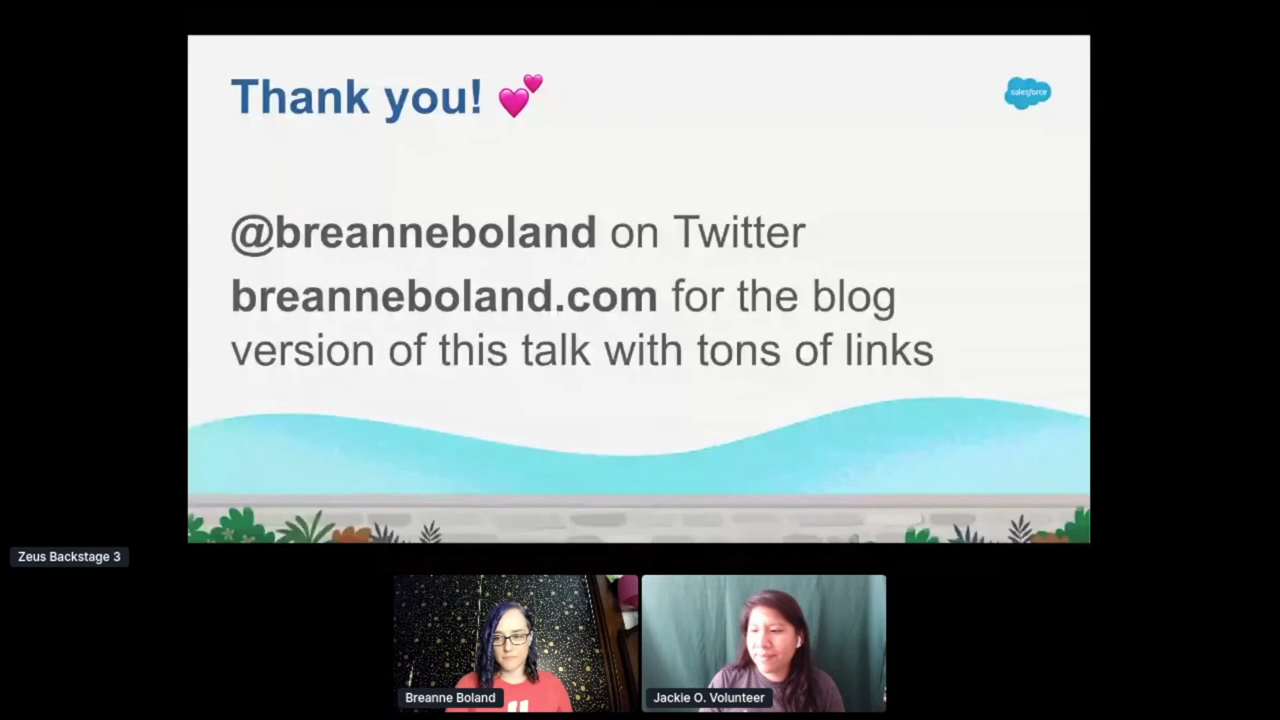 Thank you! 💕
salesforce
@breanneboland on Twitter
breanneboland.com for the blog
version of this talk with tons of links
Zeus Backstage 3
Breanne Boland
Jackie O. Volunteer